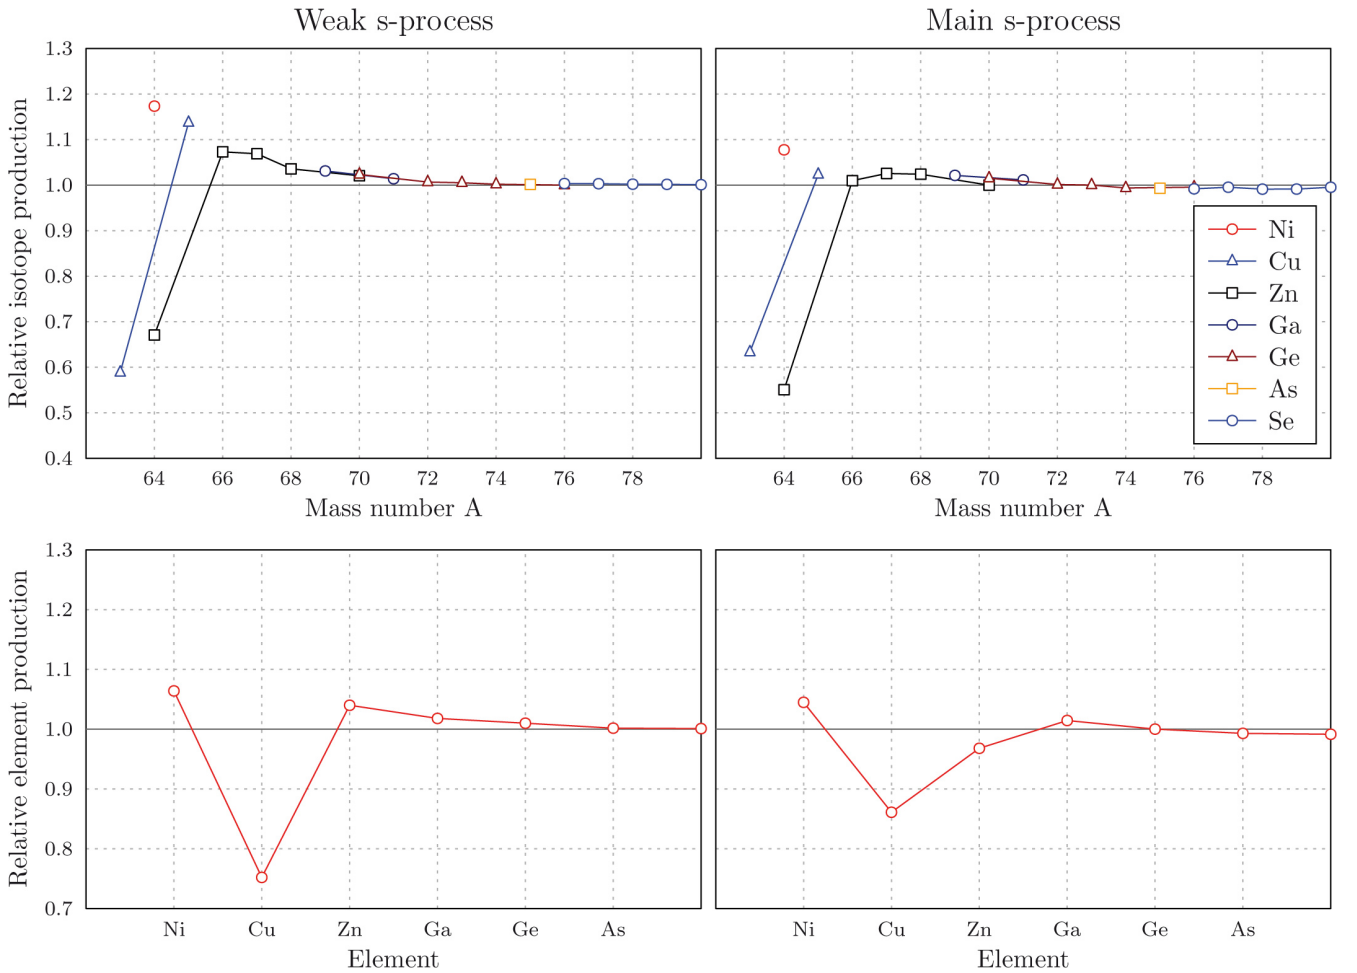 Weak s-process
Main s-process
Relative isotope production
1.3
1.2
1.1
1.0
0.9
0.8
0.7
0.6
0.5
0.4
64 66 68 70 72 74 76 78
Mass number A
64 66 68 70 72 74 76 78
Mass number A
Ni
Cu
Zn
Ga
Ge
As
Se
Relative element production
1.3
1.2
1.1
1.0
0.9
0.8
0.7
Ni Cu Zn Ga Ge As
Element
Ni Cu Zn Ga Ge As
Element